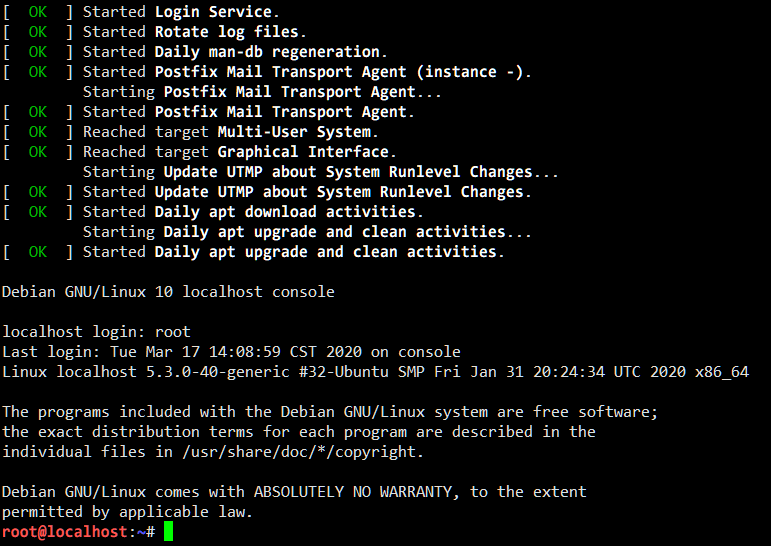 [  OK  ] Started Login Service.
[  OK  ] Started Rotate log files.
[  OK  ] Started Daily man-db regeneration.
[  OK  ] Started Postfix Mail Transport Agent (instance -).
         Starting Postfix Mail Transport Agent...
[  OK  ] Started Postfix Mail Transport Agent.
[  OK  ] Reached target Multi-User System.
[  OK  ] Reached target Graphical Interface.
         Starting Update UTMP about System Runlevel Changes...
[  OK  ] Started Update UTMP about System Runlevel Changes.
[  OK  ] Started Daily apt download activities.
         Starting Daily apt upgrade and clean activities...
[  OK  ] Started Daily apt upgrade and clean activities.
Debian GNU/Linux 10 localhost console
localhost login: root
Last login: Tue Mar 17 14:08:59 CST 2020 on console
Linux localhost 5.3.0-40-generic #32-Ubuntu SMP Fri Jan 31 20:24:34 UTC 2020 x86_64
The programs included with the Debian GNU/Linux system are free software;
the exact distribution terms for each program are described in the
individual files in /usr/share/doc/*/copyright.
Debian GNU/Linux comes with ABSOLUTELY NO WARRANTY, to the extent
permitted by applicable law.
root@localhost:~#